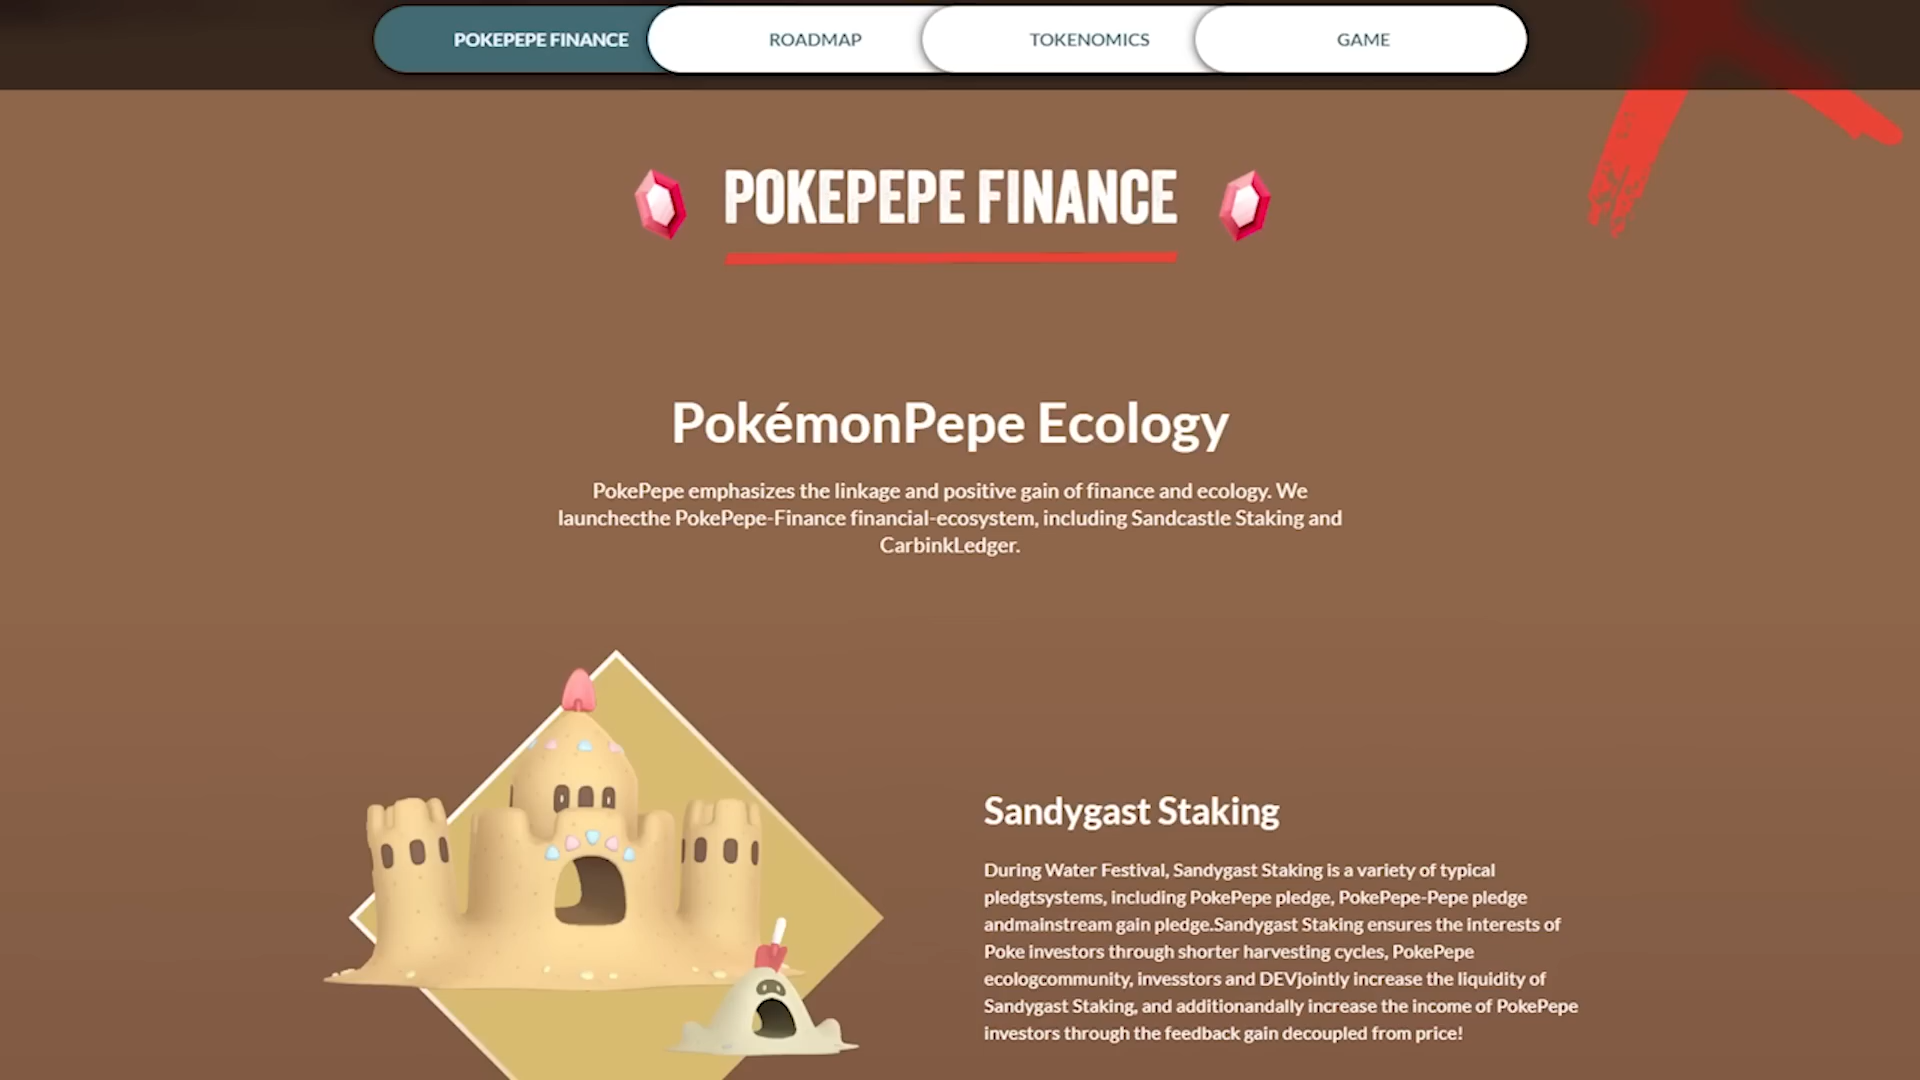 POKEPEPE FINANCE
ROADMAP
TOKENOMICS
GAME
POKEPEPE FINANCE
PokémonPepe Ecology
PokePepe emphasizes the linkage and positive gain of finance and ecology. We
launchecthe PokePepe-Finance financial-ecosystem, including Sandcastle Staking and
CarbinkLedger.
Sandygast Staking
During Water Festival, Sandygast Staking is a variety of typical
pledgtsystems, including PokePepe pledge, PokePepe-Pepe pledge
andmainstream gain pledge.Sandygast Staking ensures the interests of
Poke investors through shorter harvesting cycles, PokePepe
ecologcommunity, invesstors and DEVjointly increase the liquidity of
Sandygast Staking, and additionandally increase the income of PokePepe
investors through the feedback gain decoupled from price!